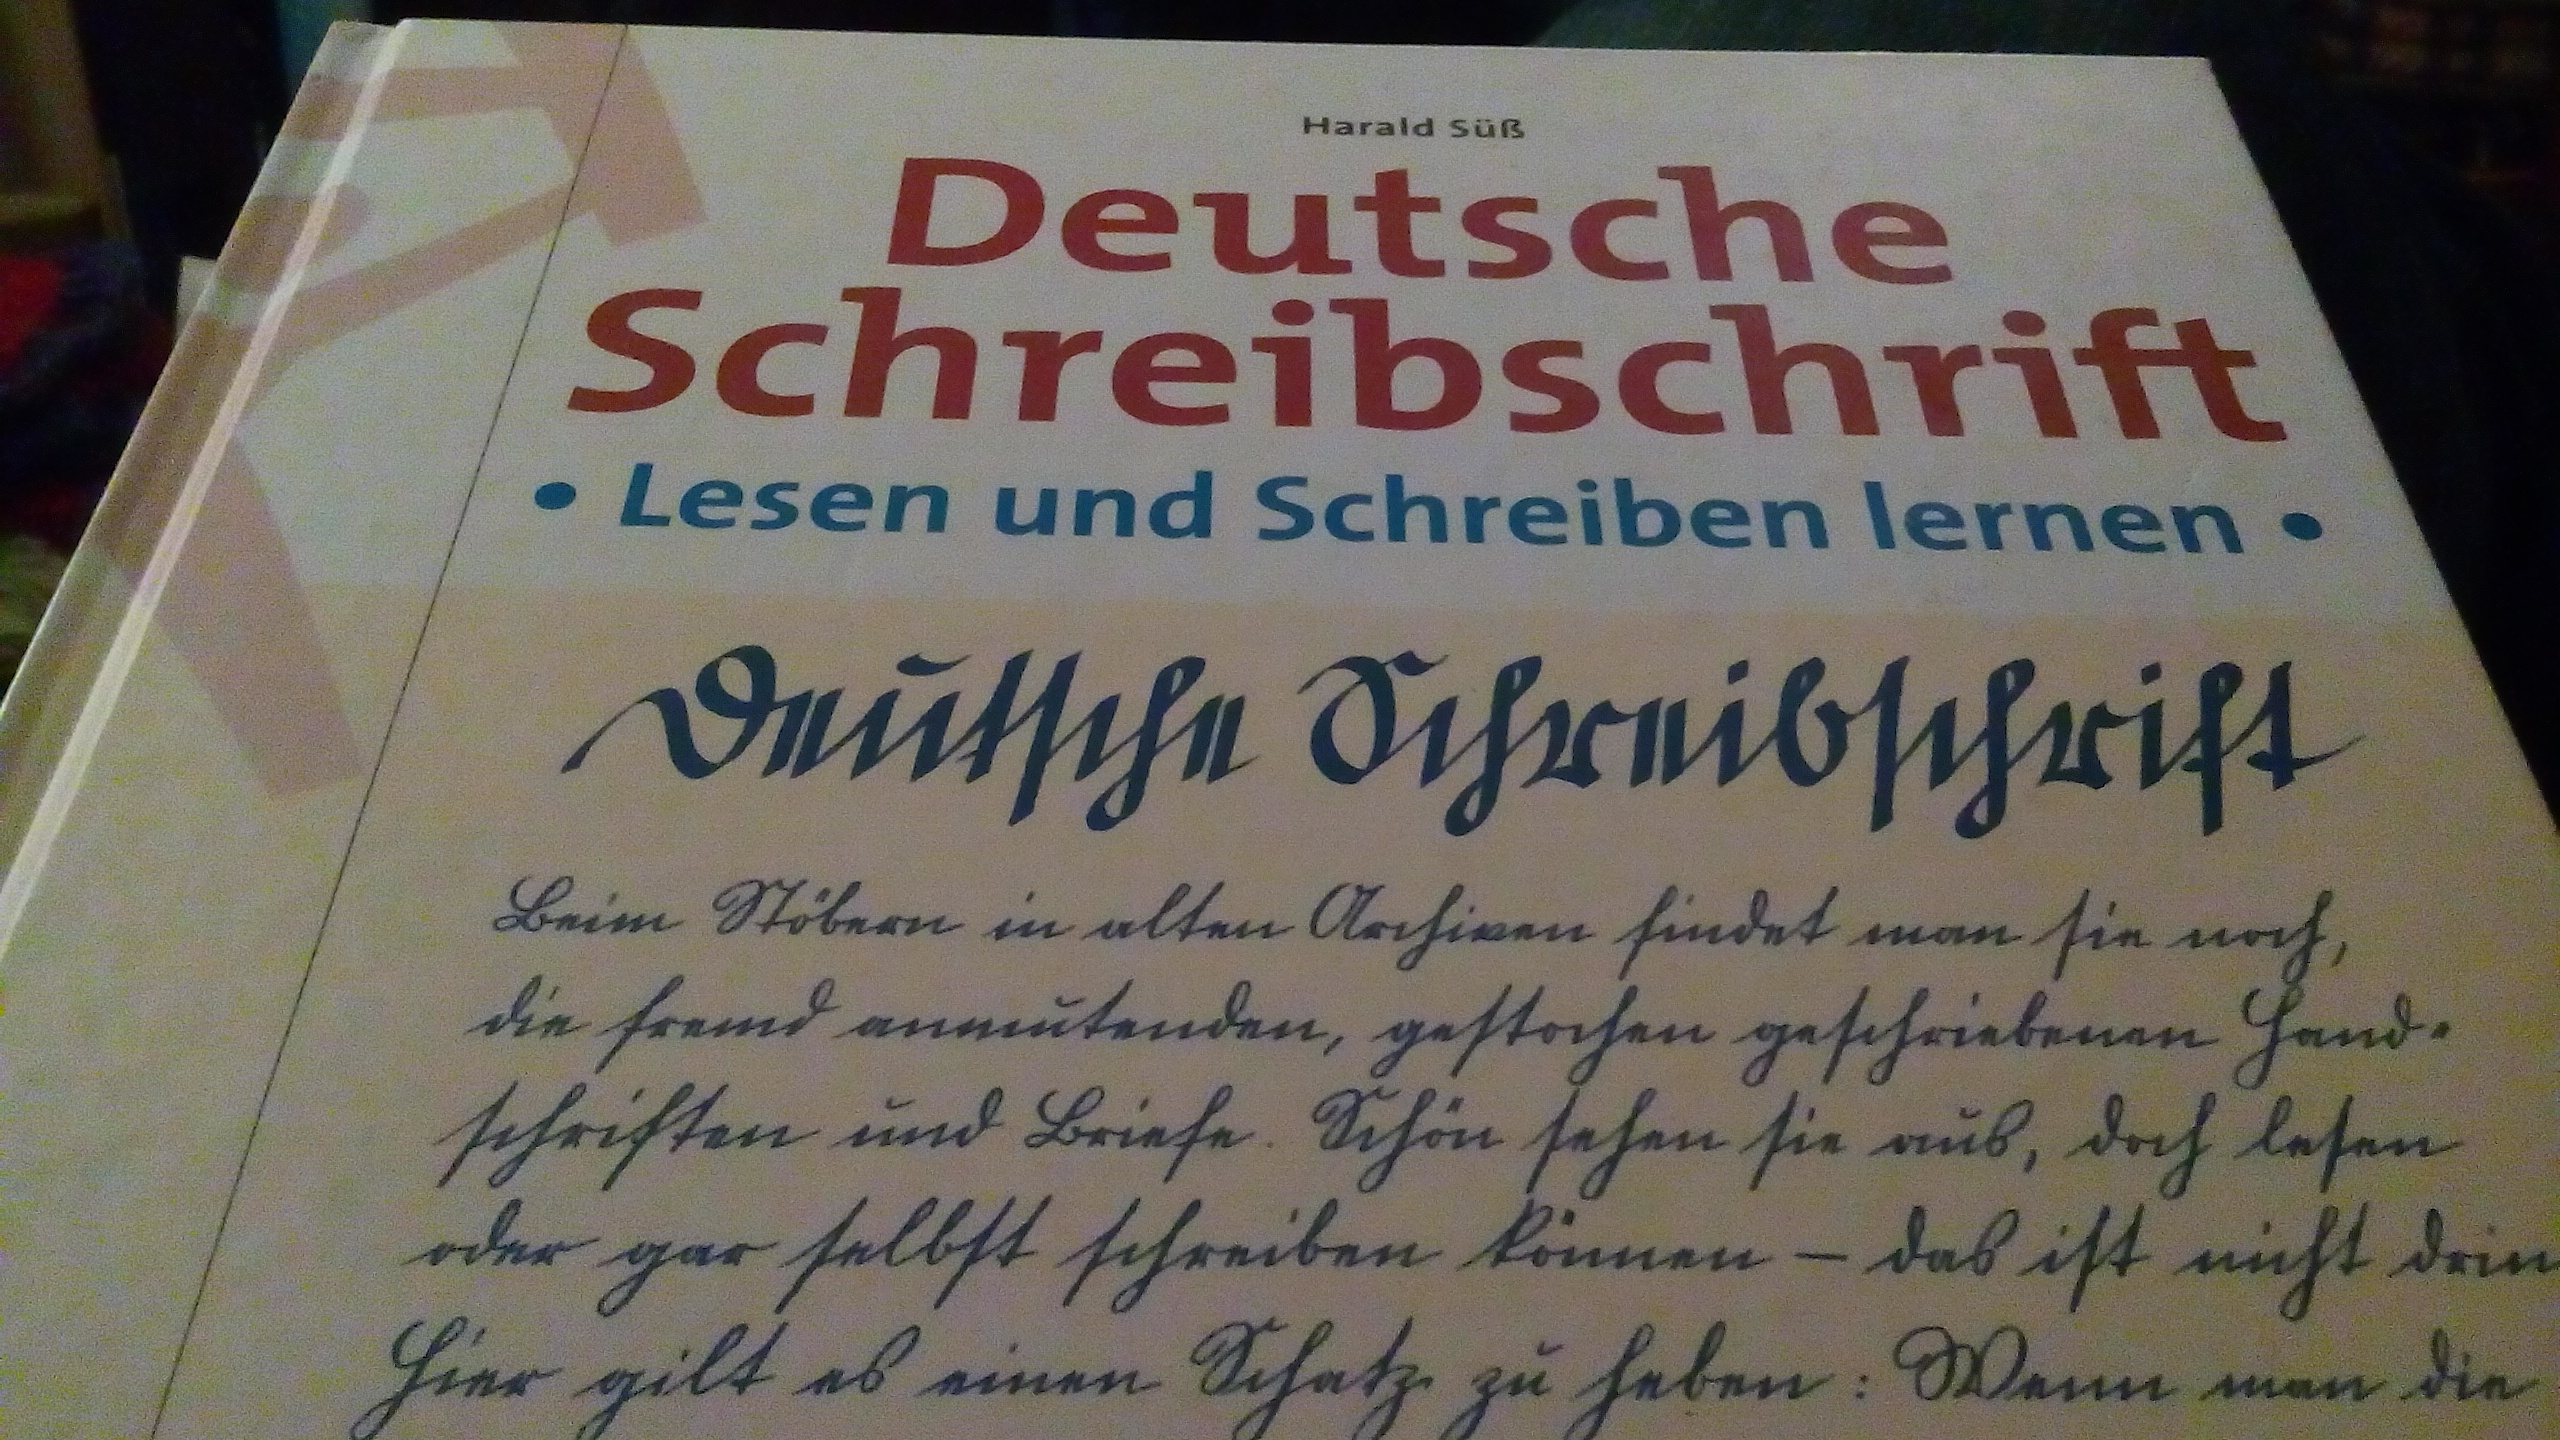 Harald Süß
Deutsche
Schreibschrift
• Lesen und Schreiben lernen •
Deutsche Schreibschrift
Beim Stöbern in alten Archiven findet man sie noch,
die fremd anmutenden, gestochen geschriebenen Hand-
schriften und Briefe. Schön sehen sie aus, doch lesen
oder gar selbst schreiben können – das ist nicht drin
Hier gilt es einen Schatz zu heben: Wenn man die